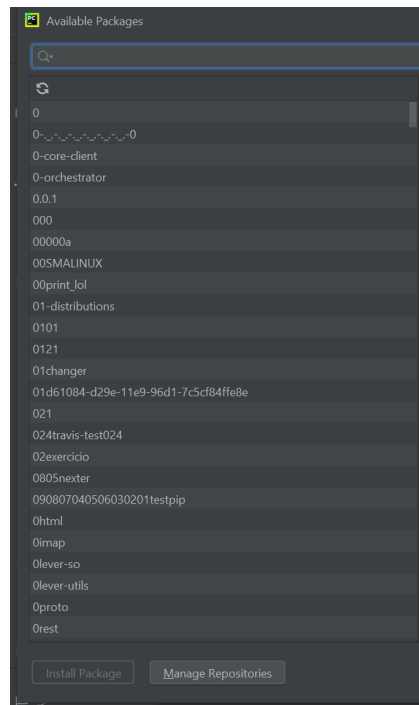 PC
Available Packages
0
0-._.-._.-._.-._.-._.-._.-0
0-core-client
0-orchestrator
0.0.1
000
00000a
00SMALINUX
00print_lol
01-distributions
0101
0121
01changer
01d61084-d29e-11e9-96d1-7c5cf84ffe8e
021
024travis-test024
02exercicio
0805nexter
090807040506030201testpip
0html
0imap
0lever-so
0lever-utils
0proto
0rest
Install Package
Manage Repositories